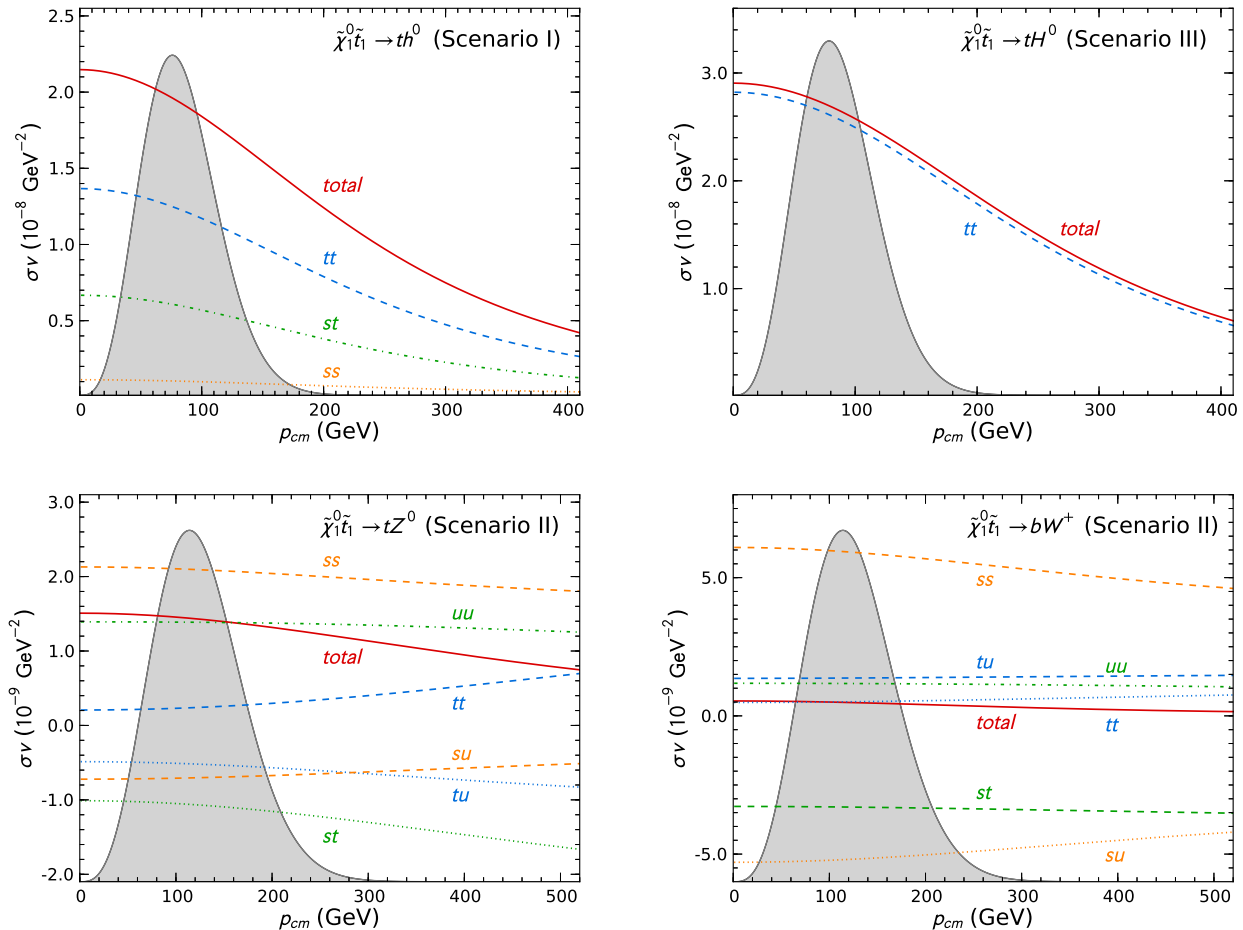 χ̃⁰₁t̃₁ → th⁰ (Scenario I)
2.5
2.0
1.5
1.0
0.5
σv (10⁻⁸ GeV⁻²)
total
tt
st
ss
0 100 200 300 400
p_cm (GeV)
χ̃⁰₁t̃₁ → tH⁰ (Scenario III)
3.0
2.0
1.0
σv (10⁻⁸ GeV⁻²)
tt total
0 100 200 300 400
p_cm (GeV)
χ̃⁰₁t̃₁ → tZ⁰ (Scenario II)
3.0
2.0
1.0
0.0
-1.0
-2.0
σv (10⁻⁹ GeV⁻²)
ss
uu
total
tt
su
tu
st
0 100 200 300 400 500
p_cm (GeV)
χ̃⁰₁t̃₁ → bW⁺ (Scenario II)
5.0
0.0
-5.0
σv (10⁻⁹ GeV⁻²)
ss
tu uu
total tt
st
su
0 100 200 300 400 500
p_cm (GeV)